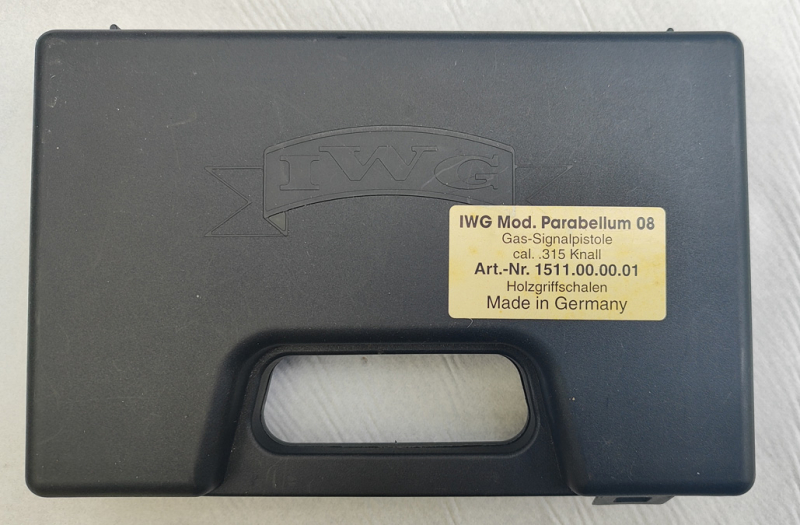 IWG
IWG Mod. Parabellum 08
Gas-Signalpistole
cal. .315 Knall
Art.-Nr. 1511.00.00.01
Holzgriffschalen
Made in Germany